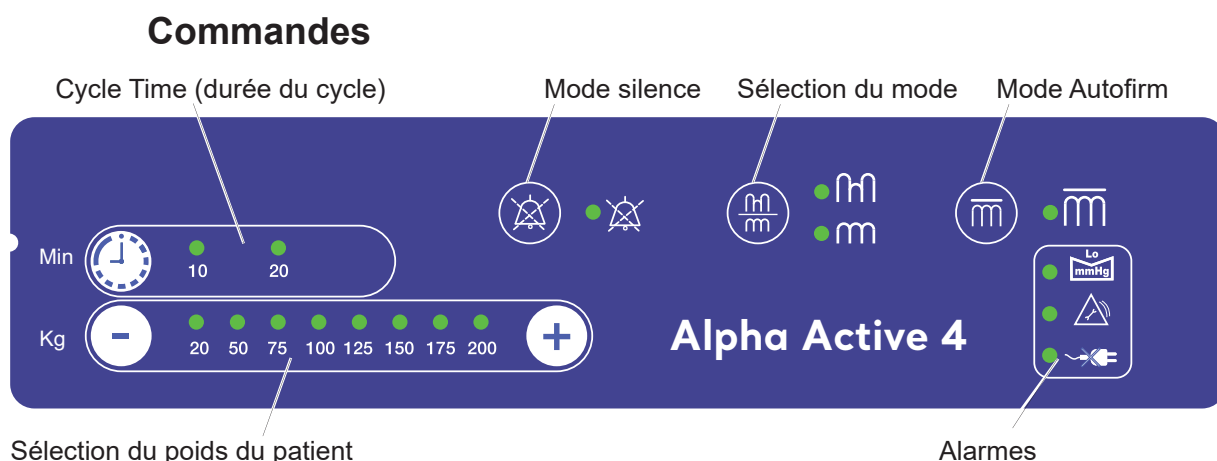 Commandes
Cycle Time (durée du cycle)
Mode silence
Sélection du mode
Mode Autofirm
Min
10
20
Lo
mmHg
Kg
-
20 50 75 100 125 150 175 200
+
Alpha Active 4
Sélection du poids du patient
Alarmes